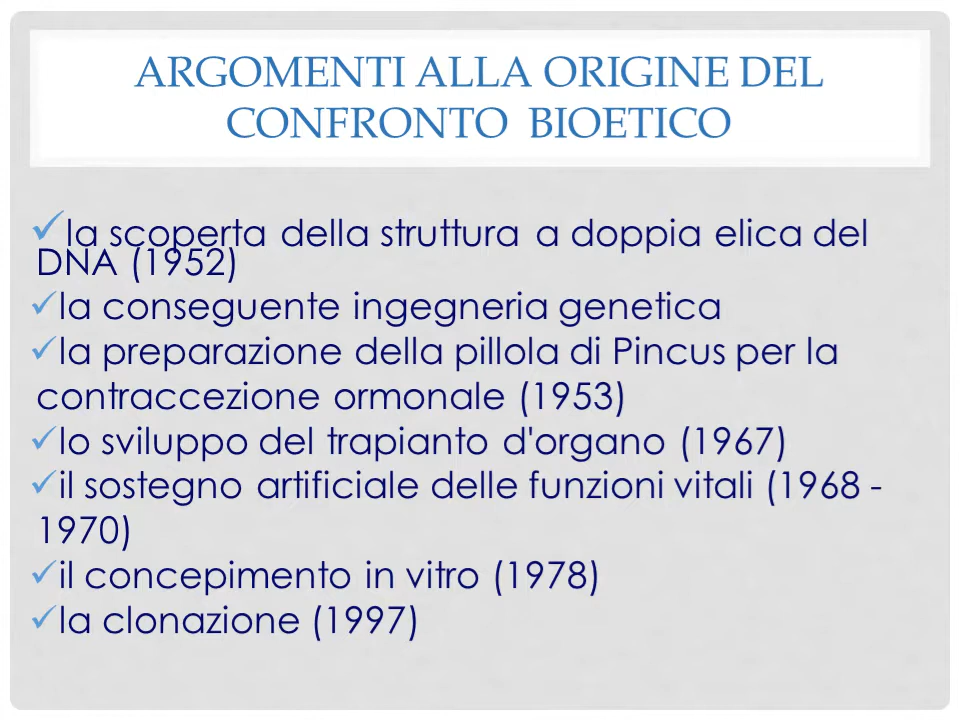 ARGOMENTI ALLA ORIGINE DEL
CONFRONTO BIOETICO
✓la scoperta della struttura a doppia elica del
DNA (1952)
✓la conseguente ingegneria genetica
✓la preparazione della pillola di Pincus per la
contraccezione ormonale (1953)
✓lo sviluppo del trapianto d'organo (1967)
✓il sostegno artificiale delle funzioni vitali (1968 -
1970)
✓il concepimento in vitro (1978)
✓la clonazione (1997)